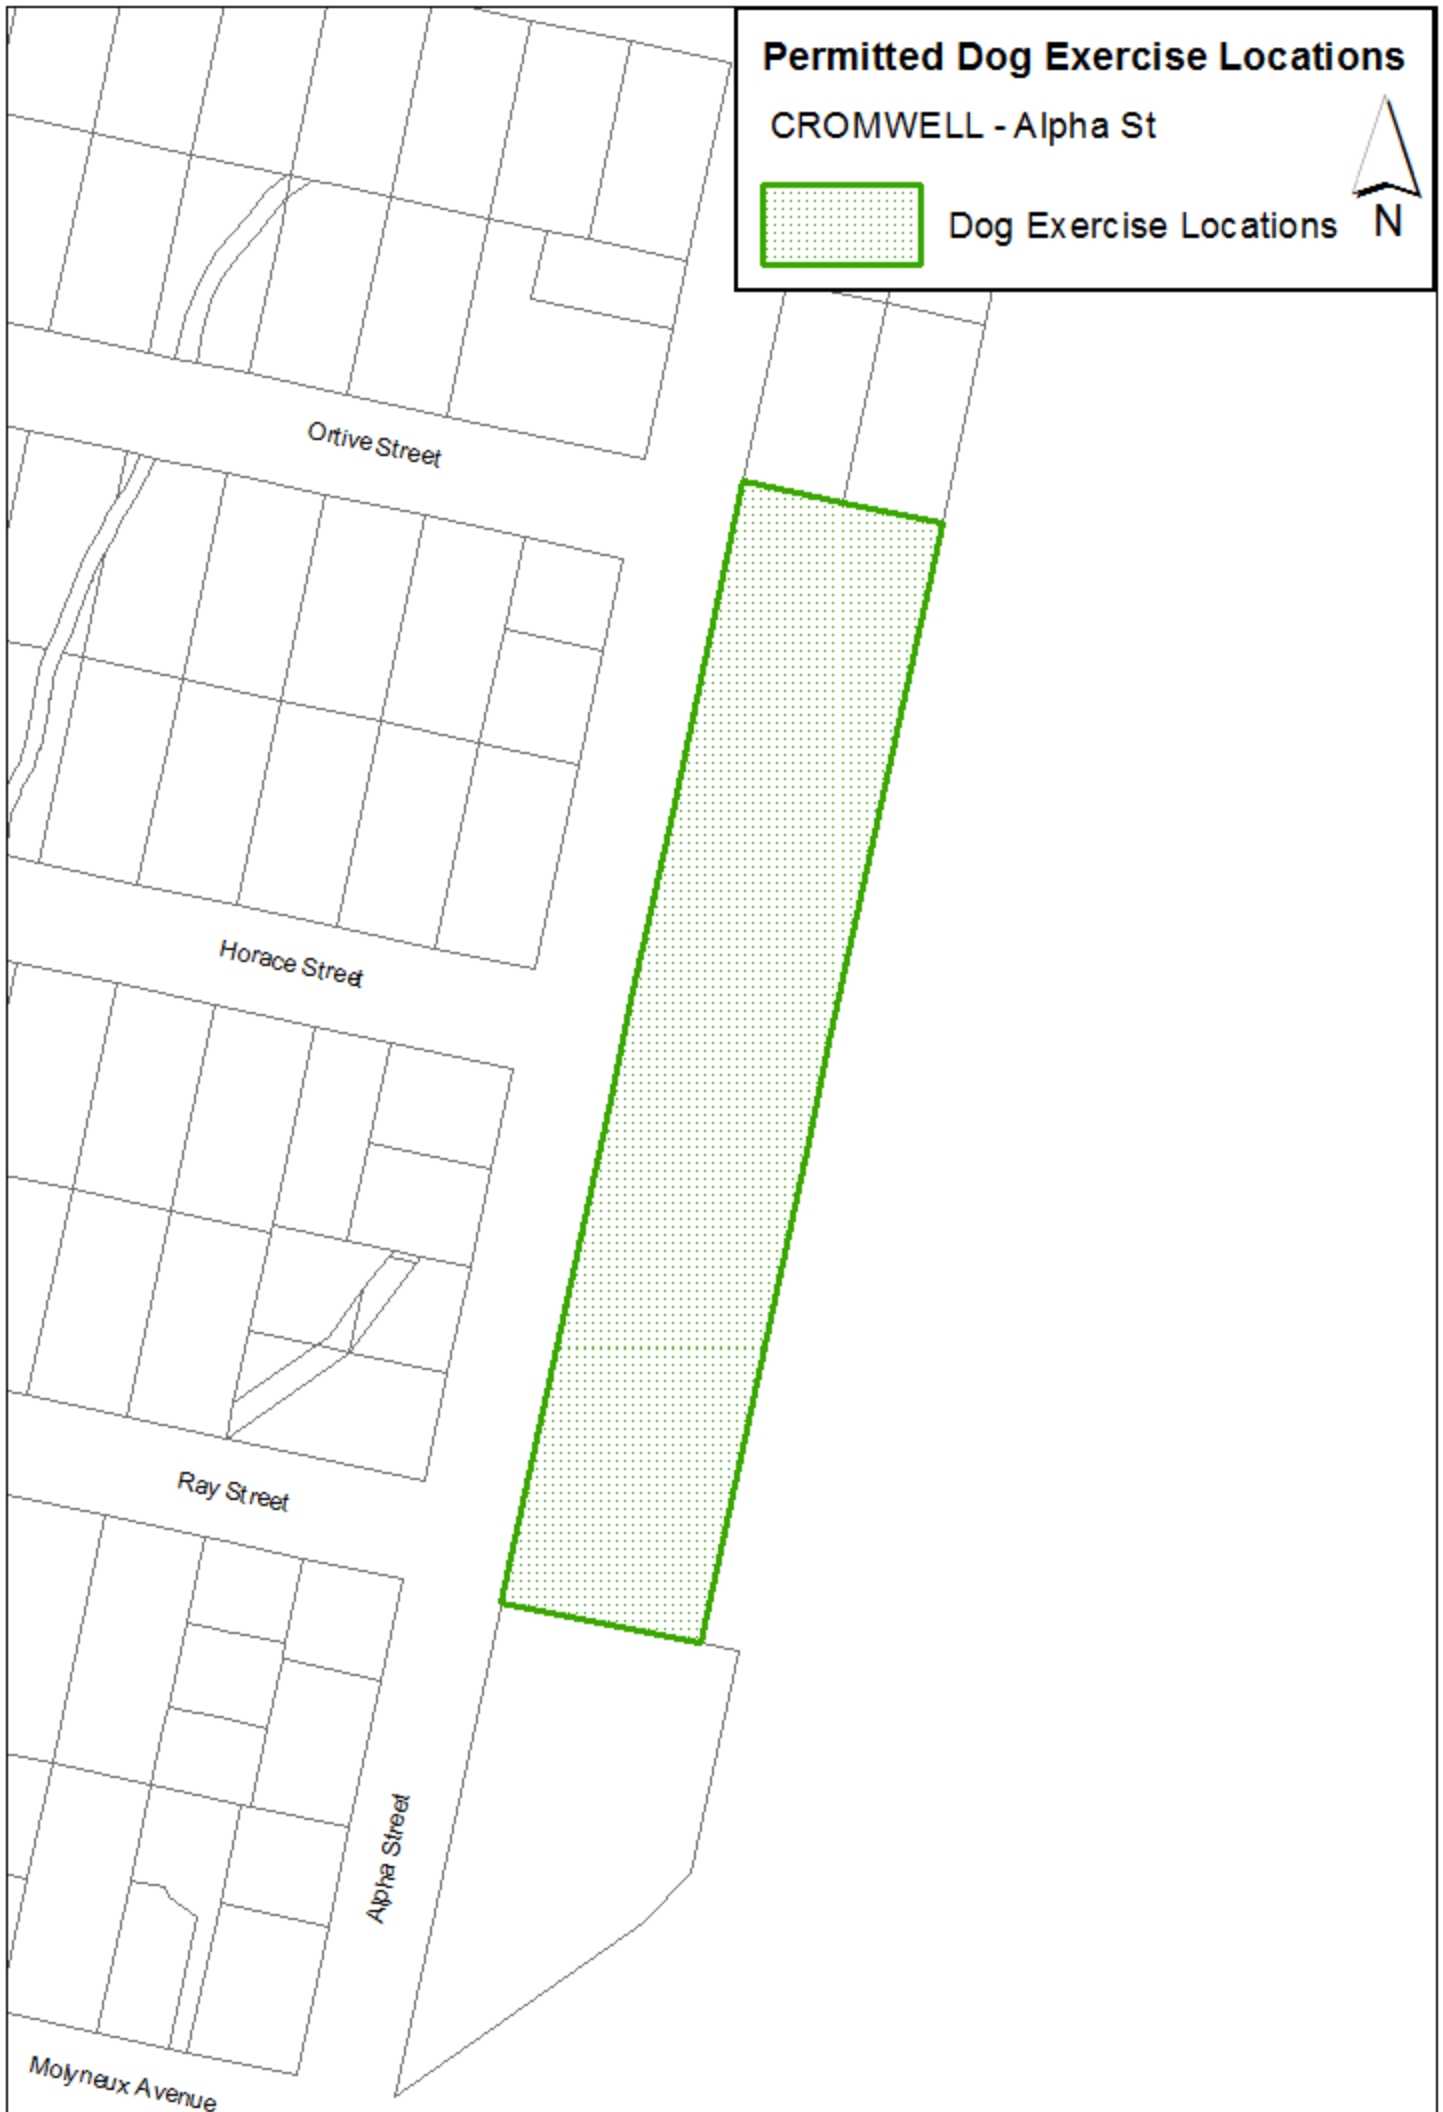 Permitted Dog Exercise Locations
CROMWELL - Alpha St
Dog Exercise Locations
N
Ortive Street
Horace Street
Ray Street
Alpha Street
Molyneux Avenue